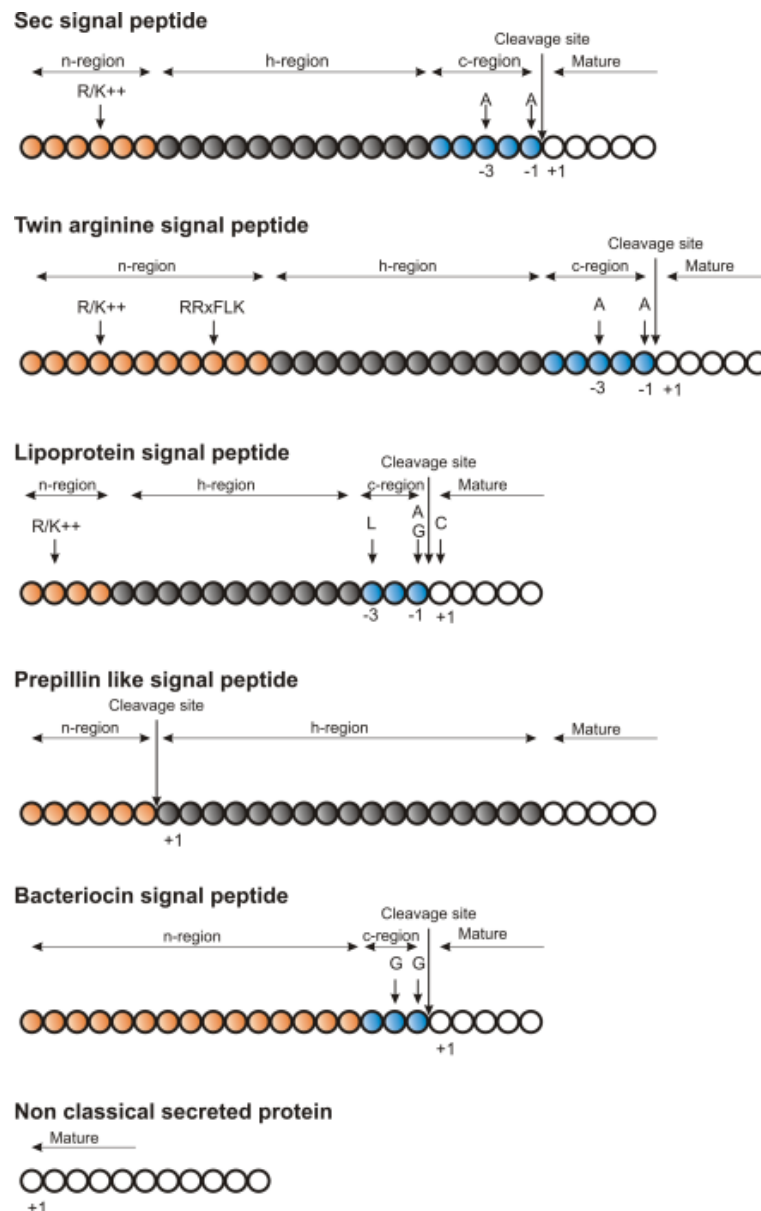 Sec signal peptide
Cleavage site
n-region h-region c-region Mature
R/K++ A A
-3 -1 +1
Twin arginine signal peptide
Cleavage site
n-region h-region c-region Mature
R/K++ RRxFLK A A
-3 -1 +1
Lipoprotein signal peptide
Cleavage site
n-region h-region c-region Mature
A
R/K++ L G C
-3 -1 +1
Prepillin like signal peptide
Cleavage site
n-region h-region Mature
+1
Bacteriocin signal peptide
Cleavage site
n-region c-region Mature
G G
+1
Non classical secreted protein
Mature
+1